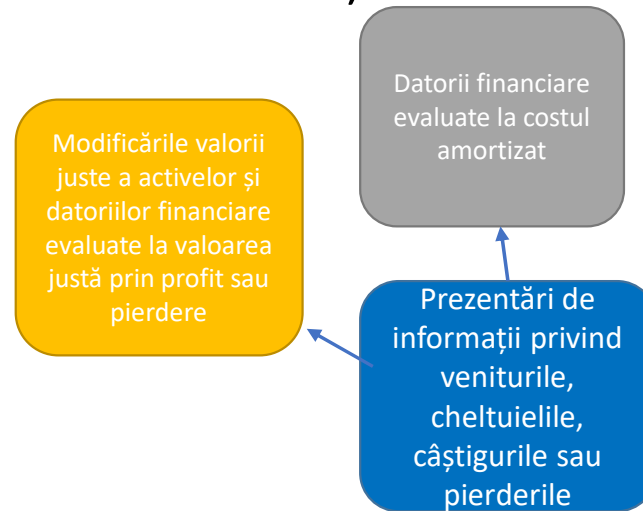 Datorii financiare
evaluate la costul
amortizat
Modificările valorii
juste a activelor și
datoriilor financiare
evaluate la valoarea
justă prin profit sau
pierdere
Prezentări de
informații privind
veniturile,
cheltuielile,
câștigurile sau
pierderile